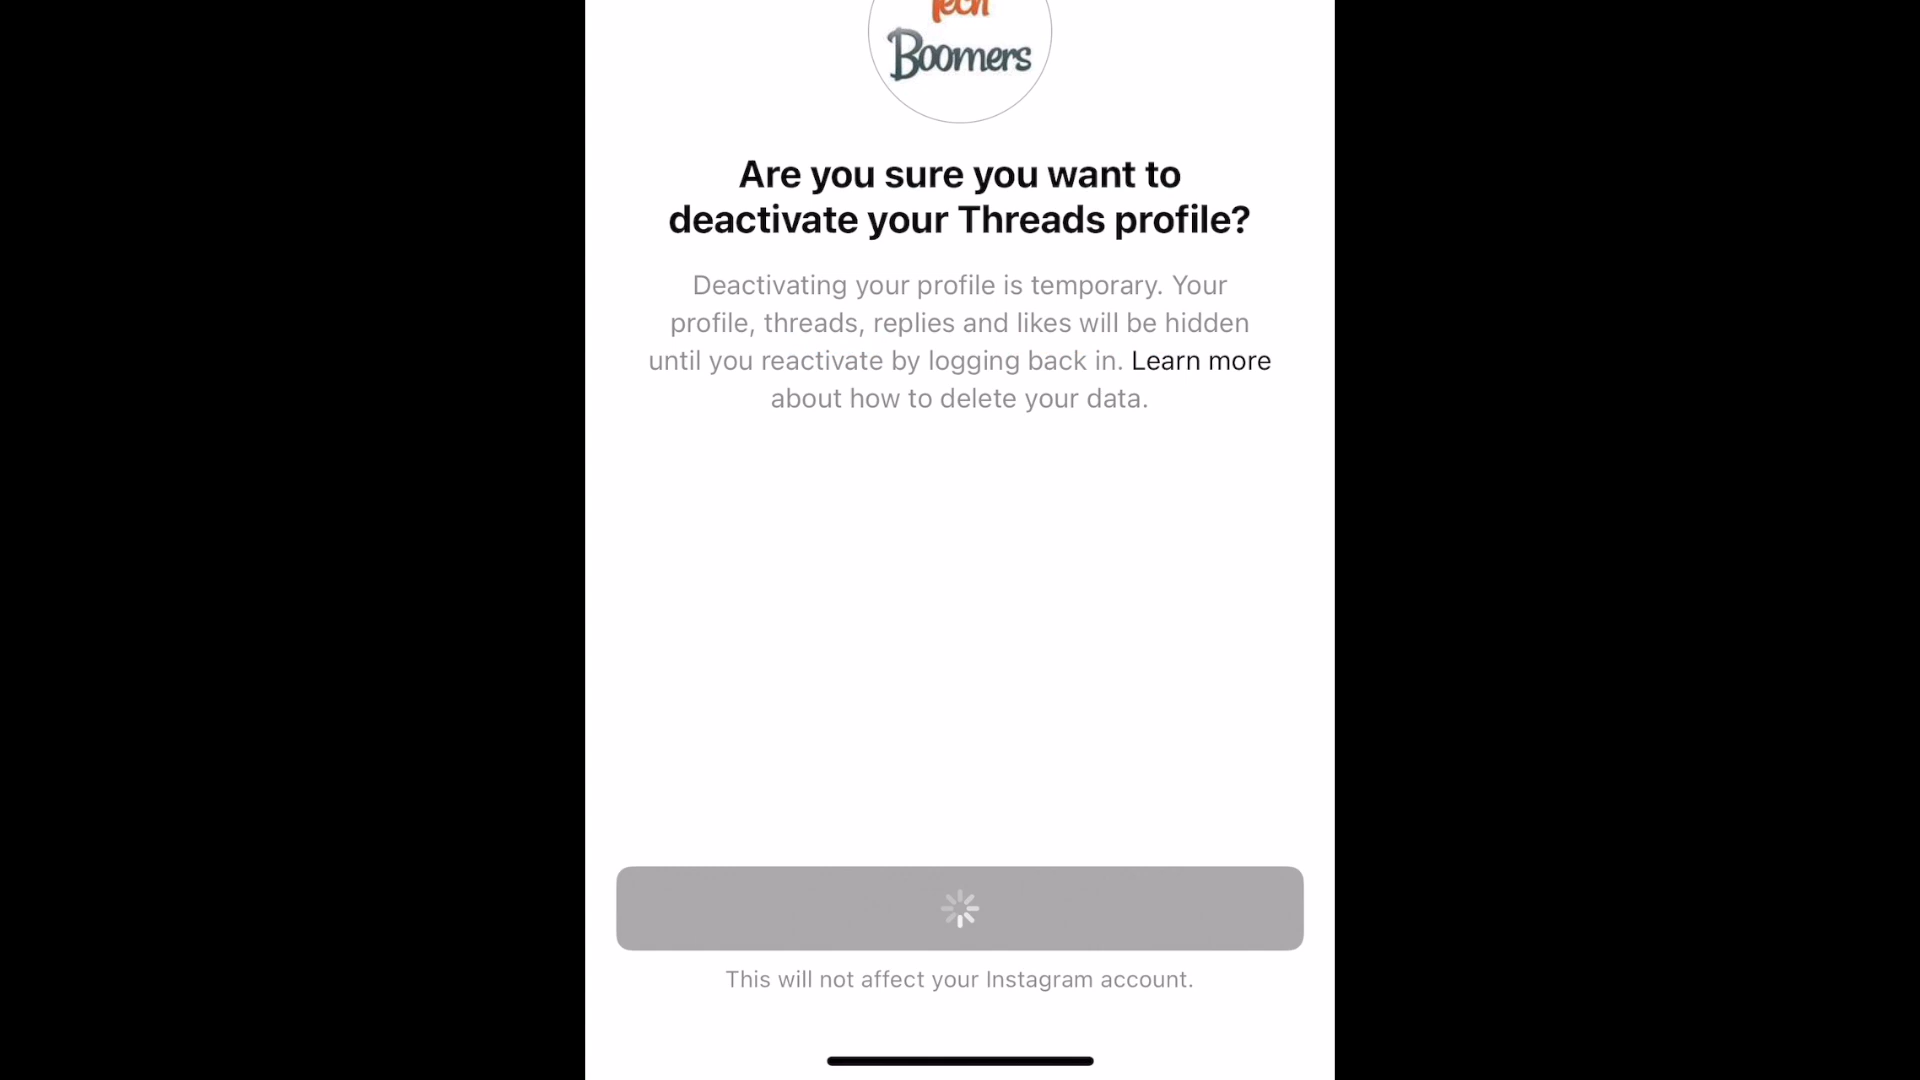 Tech
Boomers
Are you sure you want to
deactivate your Threads profile?
Deactivating your profile is temporary. Your
profile, threads, replies and likes will be hidden
until you reactivate by logging back in. Learn more
about how to delete your data.
This will not affect your Instagram account.